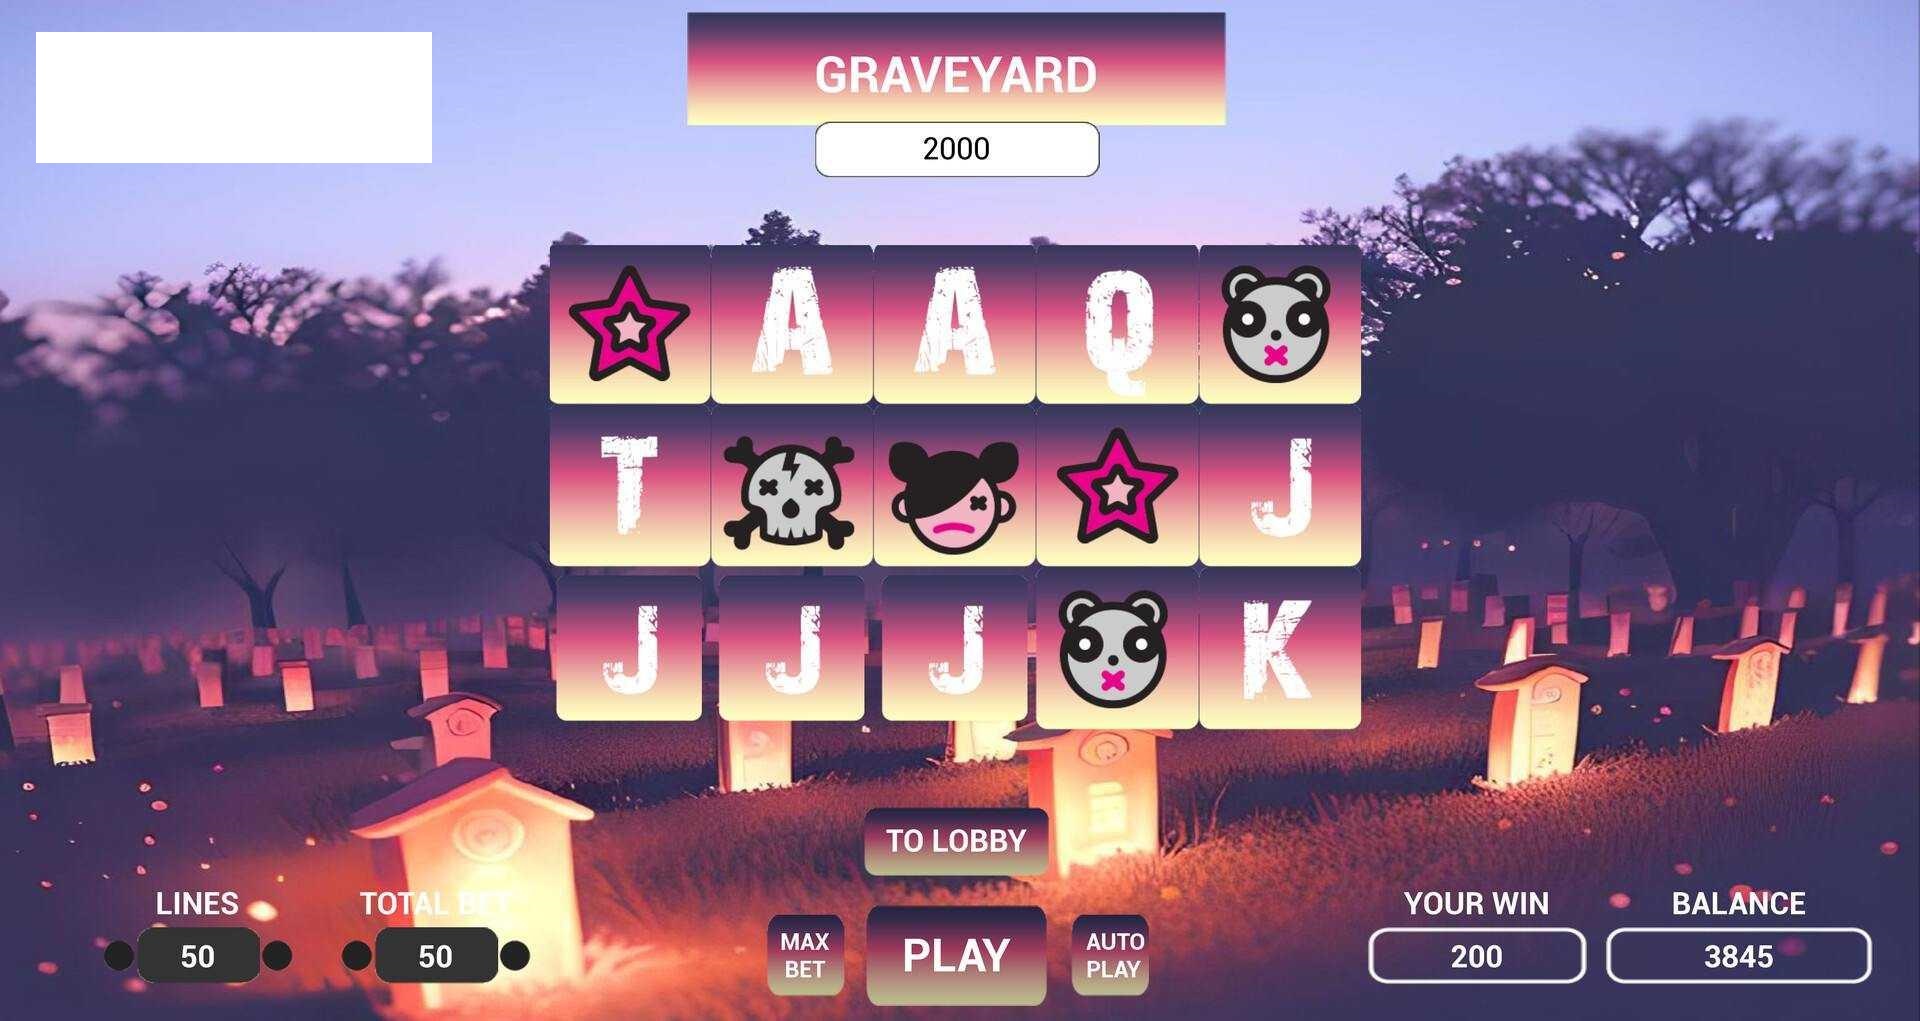 GRAVEYARD
2000
A A Q
T J
J J J K
TO LOBBY
LINES
50
TOTAL BET
50
MAX
BET
PLAY
AUTO
PLAY
YOUR WIN
200
BALANCE
3845